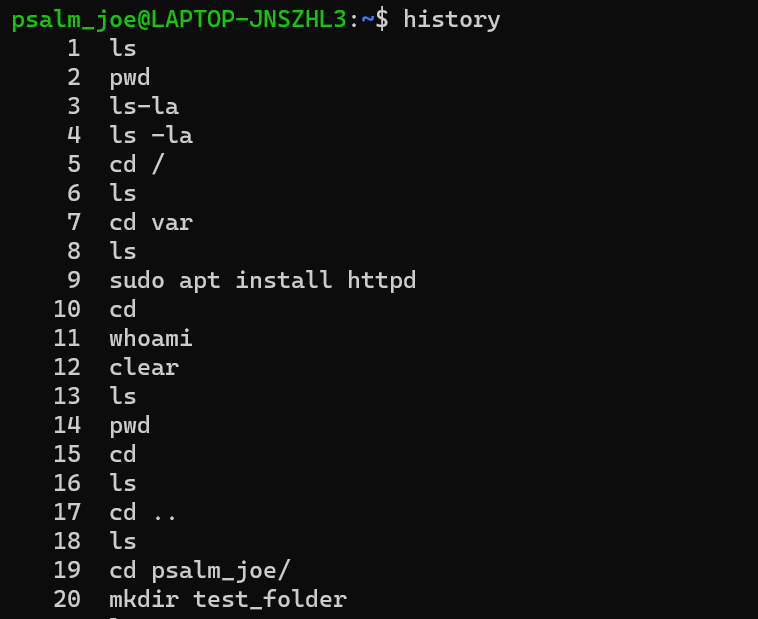 psalm_joe@LAPTOP-JNSZHL3:~$ history
1 ls
2 pwd
3 ls-la
4 ls -la
5 cd /
6 ls
7 cd var
8 ls
9 sudo apt install httpd
10 cd
11 whoami
12 clear
13 ls
14 pwd
15 cd
16 ls
17 cd ..
18 ls
19 cd psalm_joe/
20 mkdir test_folder